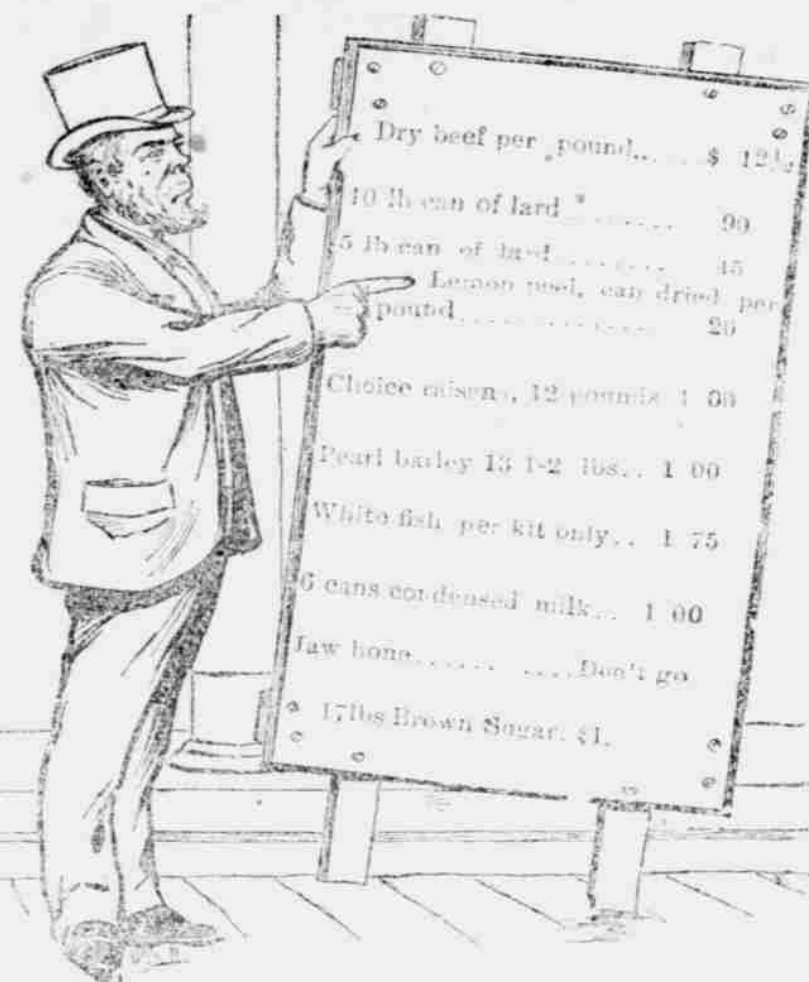 Dry beef per pound..... $ 12½
10 lb can of lard ....... 90
5 lb can of lard......... 45
Lemon peel, can dried, per
pound................ 20
Choice raisens, 12 pounds 1 00
Pearl barley 13 1-2 lbs.. 1 00
White fish per kit only.. 1 75
6 cans condensed milk... 1 00
Jaw bone........ ....Don't go
17lbs Brown Sugar. $1.